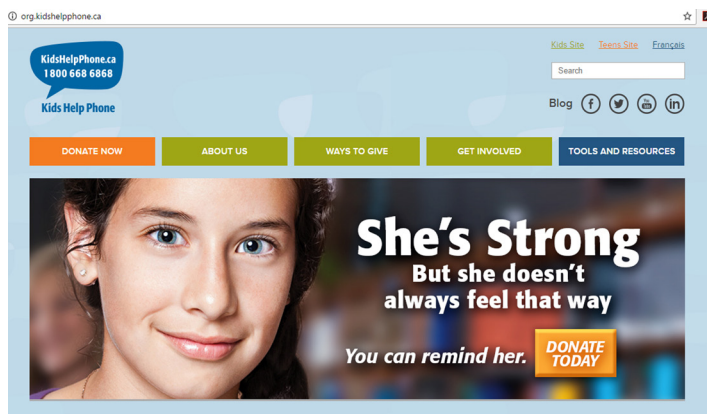 org.kidshelpphone.ca
Kids Site Teens Site Français
KidsHelpPhone.ca
1 800 668 6868
Kids Help Phone
Search
Blog
DONATE NOW ABOUT US WAYS TO GIVE GET INVOLVED TOOLS AND RESOURCES
She's Strong
But she doesn't
always feel that way
You can remind her.
DONATE
TODAY